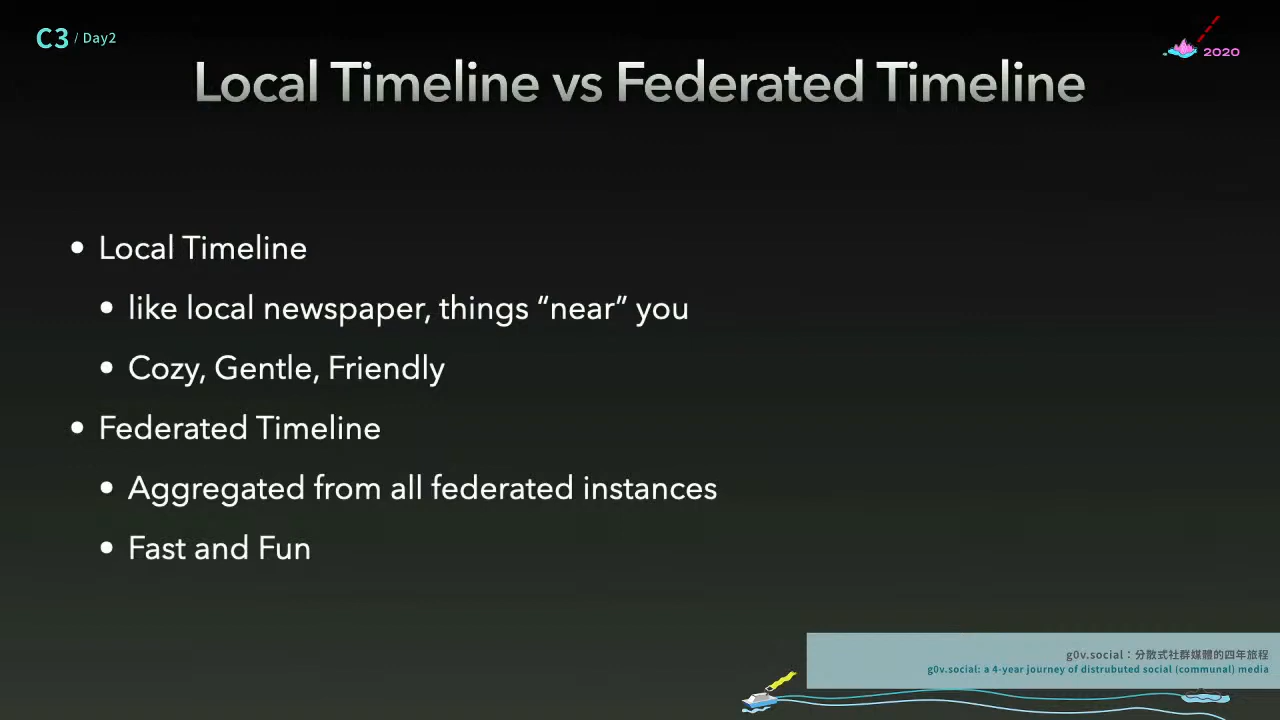 C3 / Day2
2020
Local Timeline vs Federated Timeline
• Local Timeline
• like local newspaper, things “near” you
• Cozy, Gentle, Friendly
• Federated Timeline
• Aggregated from all federated instances
• Fast and Fun
g0v.social：分散式社群媒體的四年旅程
g0v.social: a 4-year journey of distrubuted social (communal) media